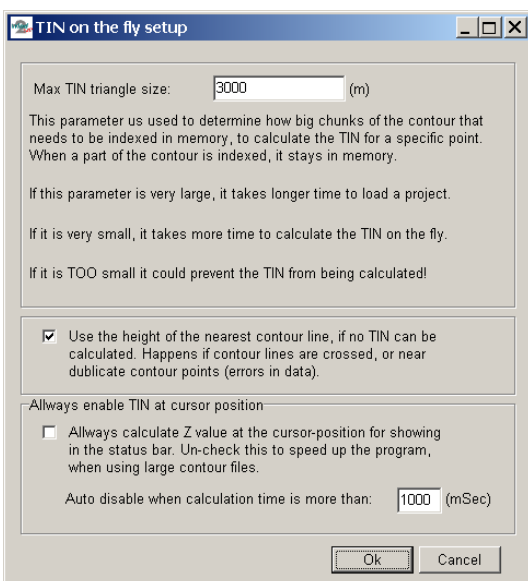 TIN on the fly setup
Max TIN triangle size: 3000 (m)
This parameter us used to determine how big chunks of the contour that
needs to be indexed in memory, to calculate the TIN for a specific point.
When a part of the contour is indexed, it stays in memory.
If this parameter is very large, it takes longer time to load a project.
If it is very small, it takes more time to calculate the TIN on the fly.
If it is TOO small it could prevent the TIN from being calculated!
Use the height of the nearest contour line, if no TIN can be
calculated. Happens if contour lines are crossed, or near
dublicate contour points (errors in data).
Allways enable TIN at cursor position
Allways calculate Z value at the cursor-position for showing
in the status bar. Un-check this to speed up the program,
when using large contour files.
Auto disable when calculation time is more than: 1000 (mSec)
Ok Cancel